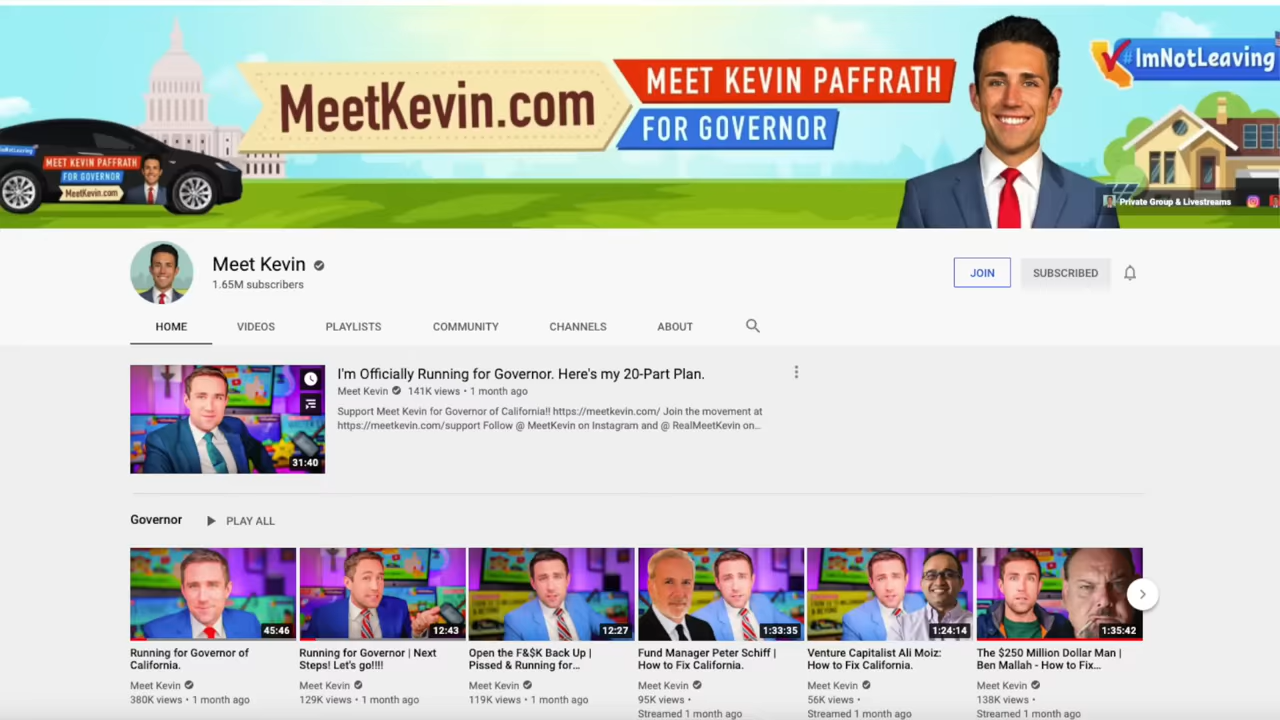 MeetKevin.com
MEET KEVIN PAFFRATH
FOR GOVERNOR
#ImNotLeaving
MEET KEVIN PAFFRATH
FOR GOVERNOR
MeetKevin.com
Private Group & Livestreams
Meet Kevin
1.65M subscribers
JOIN
SUBSCRIBED
HOME
VIDEOS
PLAYLISTS
COMMUNITY
CHANNELS
ABOUT
31:40
I'm Officially Running for Governor. Here's my 20-Part Plan.
Meet Kevin 141K views • 1 month ago
Support Meet Kevin for Governor of California!! https://meetkevin.com/ Join the movement at
https://meetkevin.com/support Follow @ MeetKevin on Instagram and @ RealMeetKevin on...
Governor
PLAY ALL
45:46
Running for Governor of
California.
Meet Kevin
380K views • 1 month ago
12:43
Running for Governor | Next
Steps! Let's go!!!!
Meet Kevin
129K views • 1 month ago
12:27
Open the F&$K Back Up |
Pissed & Running for...
Meet Kevin
119K views • 1 month ago
1:33:35
Fund Manager Peter Schiff |
How to Fix California.
Meet Kevin
95K views •
Streamed 1 month ago
1:24:14
Venture Capitalist Ali Moiz:
How to Fix California.
Meet Kevin
56K views •
Streamed 1 month ago
1:35:42
The $250 Million Dollar Man |
Ben Mallah - How to Fix...
Meet Kevin
138K views •
Streamed 1 month ago